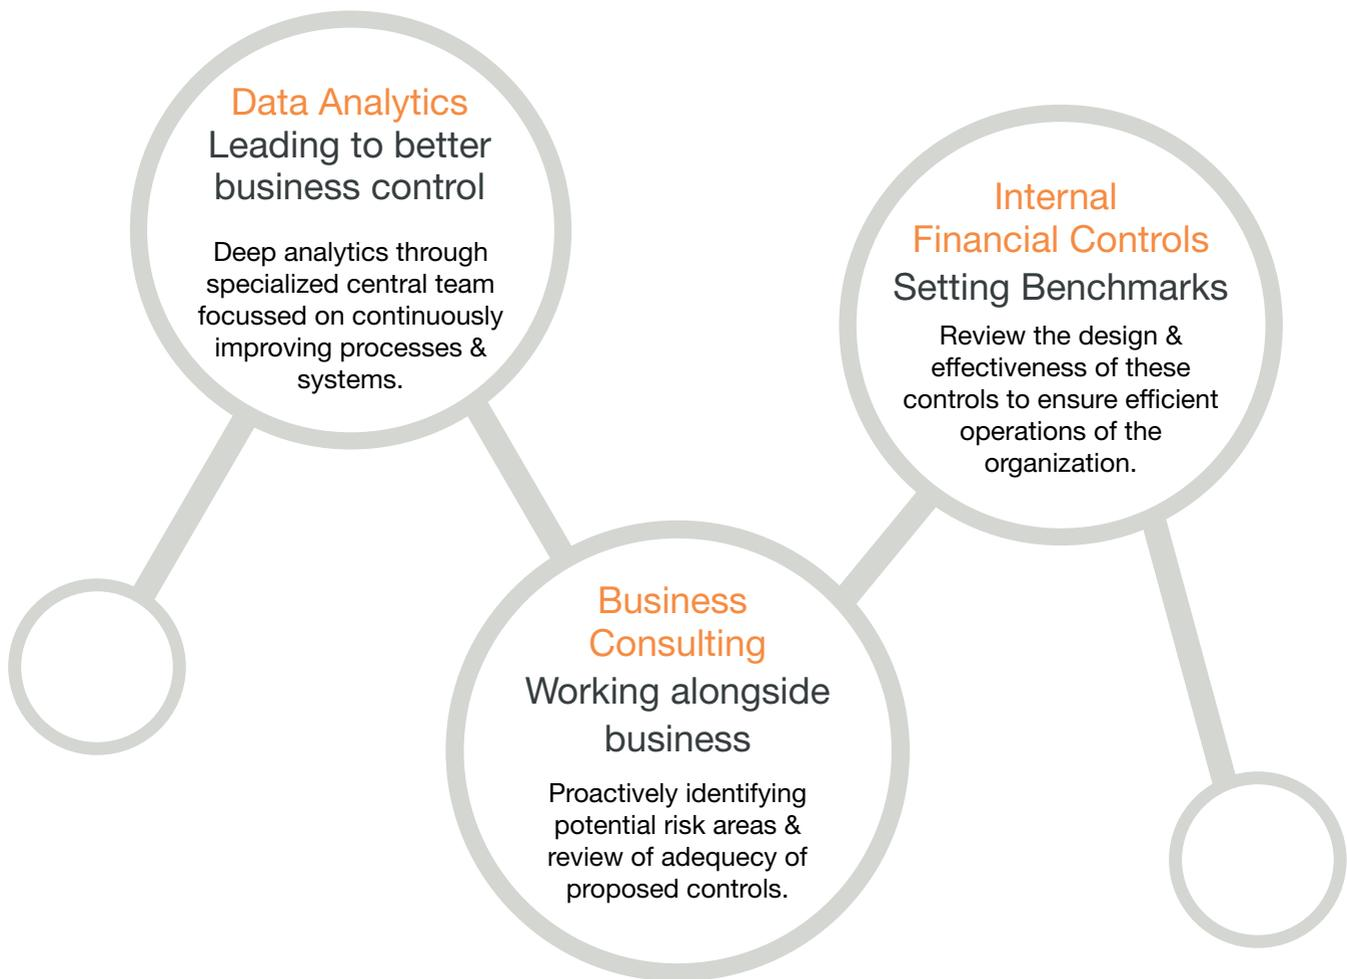 Data Analytics
Leading to better
business control
Deep analytics through
specialized central team
focussed on continuously
improving processes &
systems.
Internal
Financial Controls
Setting Benchmarks
Review the design &
effectiveness of these
controls to ensure efficient
operations of the
organization.
Business
Consulting
Working alongside
business
Proactively identifying
potential risk areas &
review of adequecy of
proposed controls.